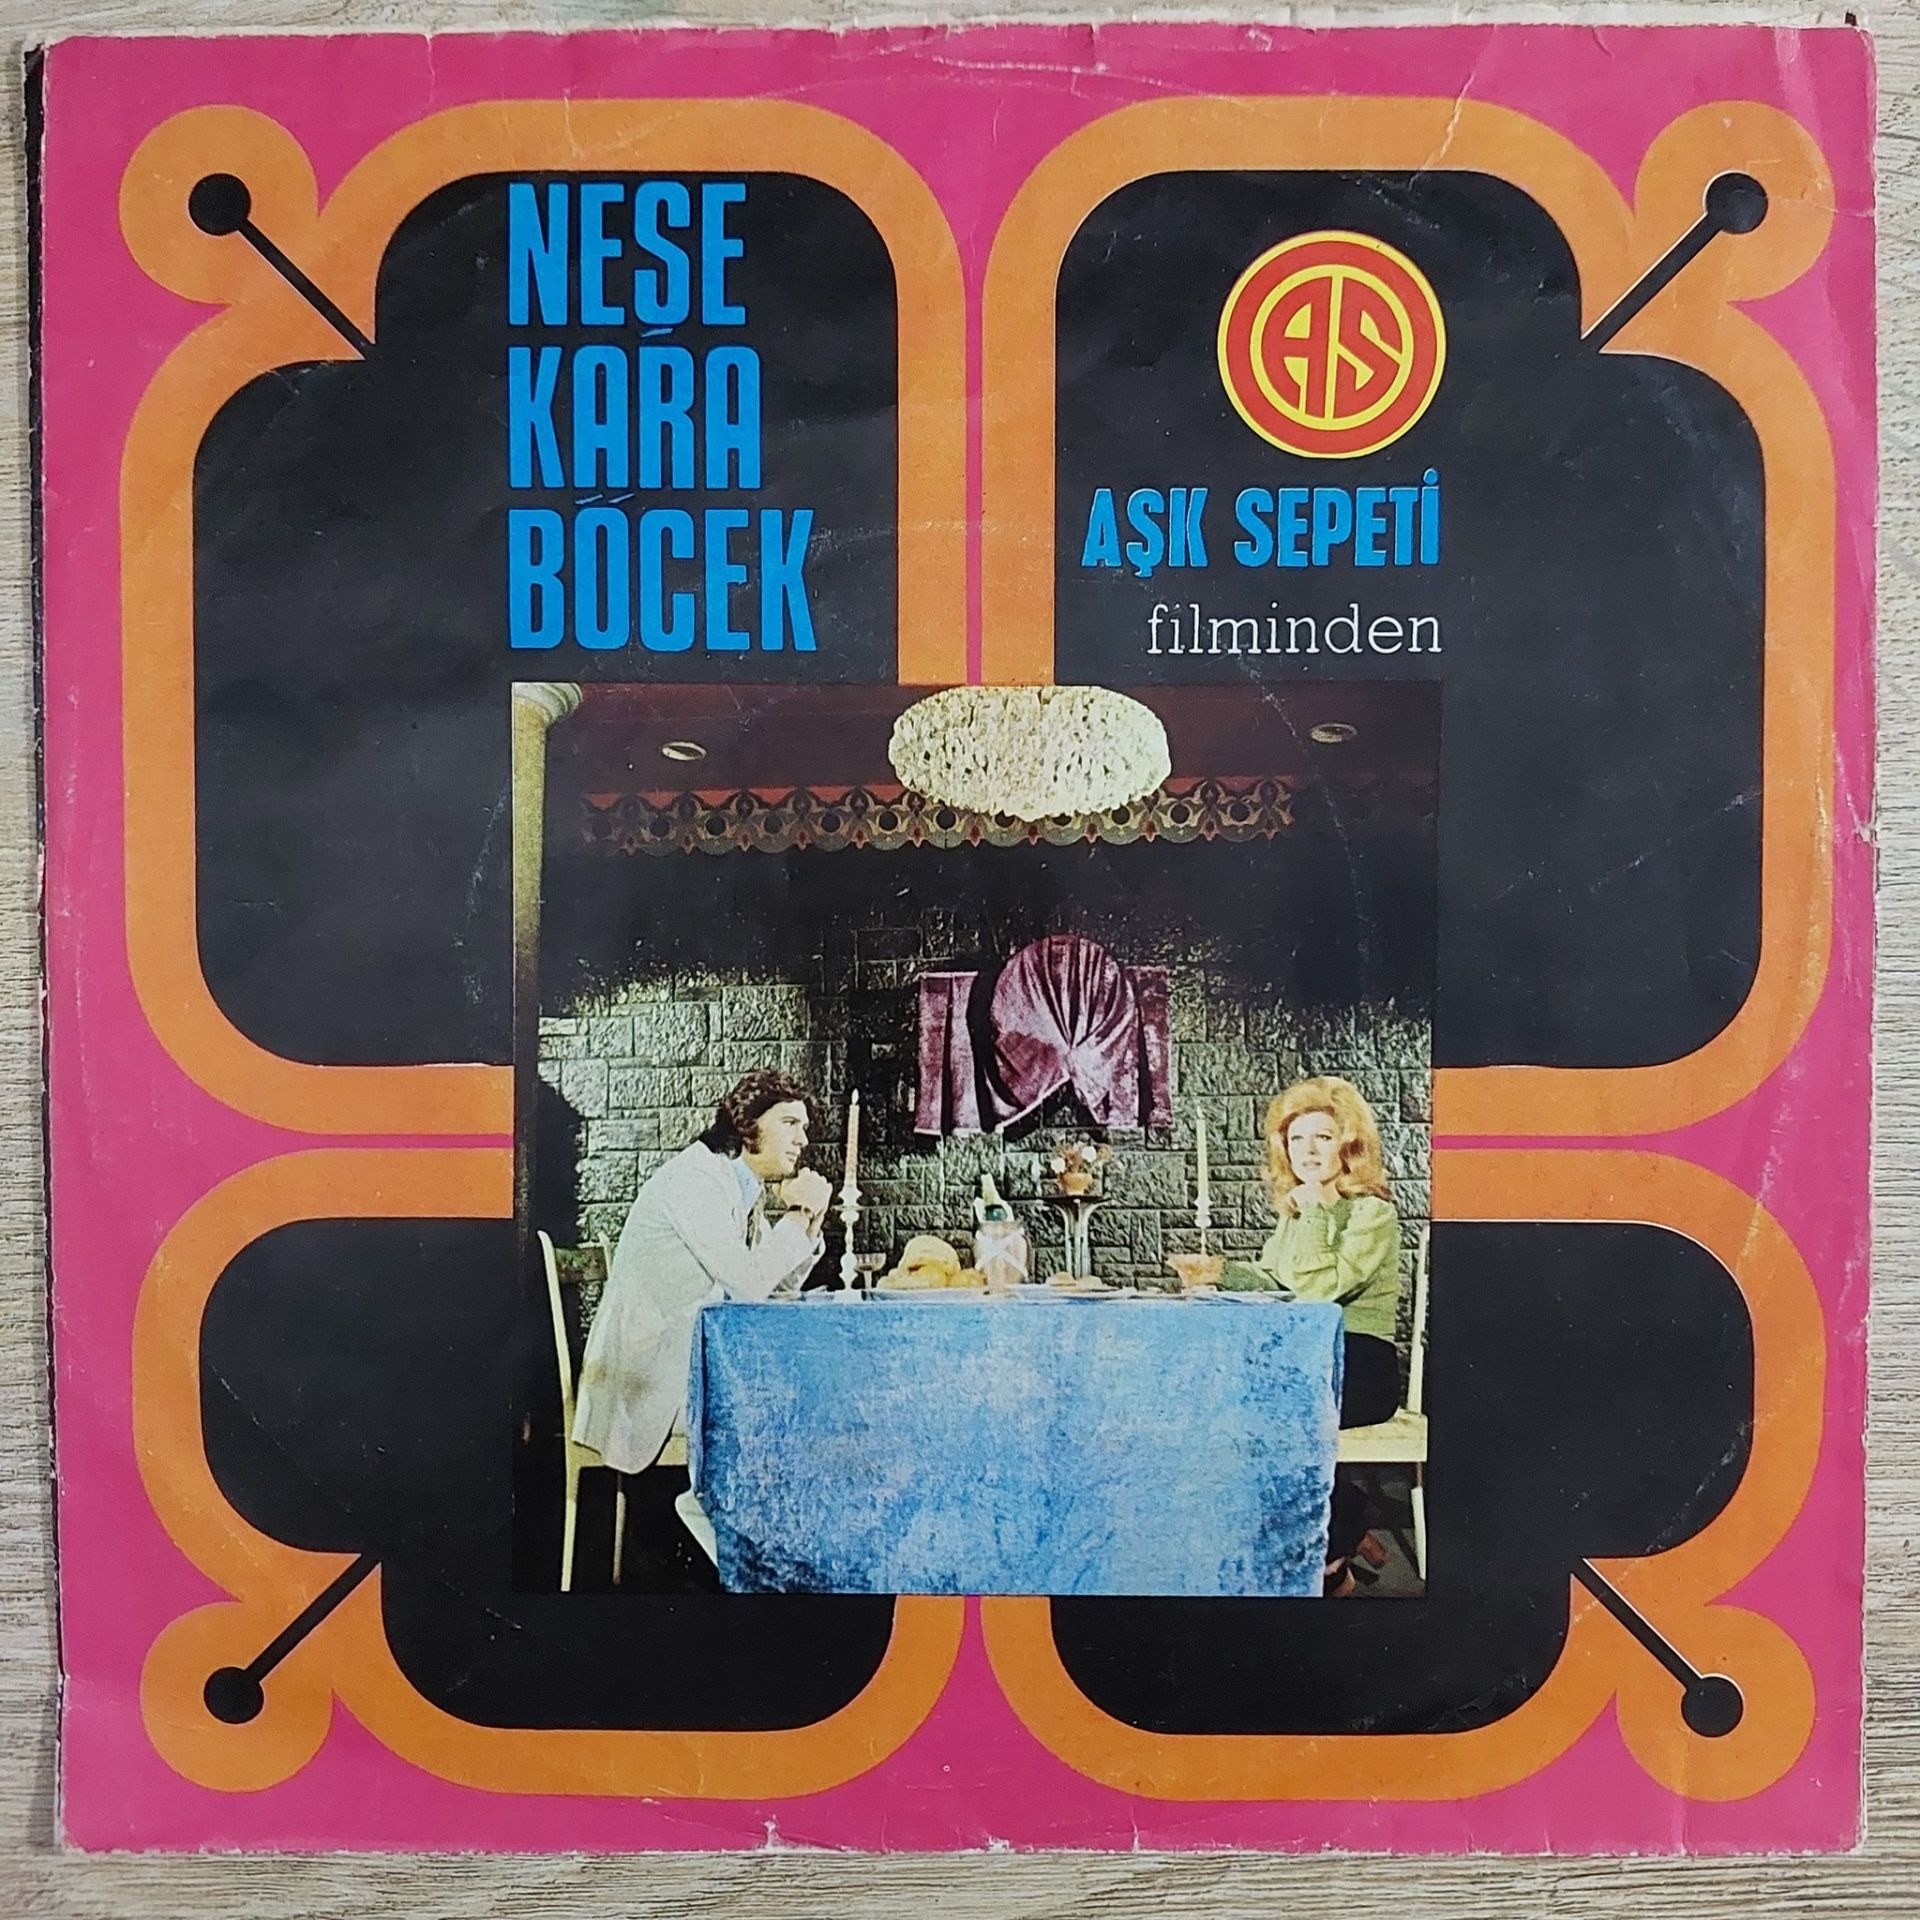 NEŞE
KARA
BÖCEK
AS
AŞK SEPETİ
filminden